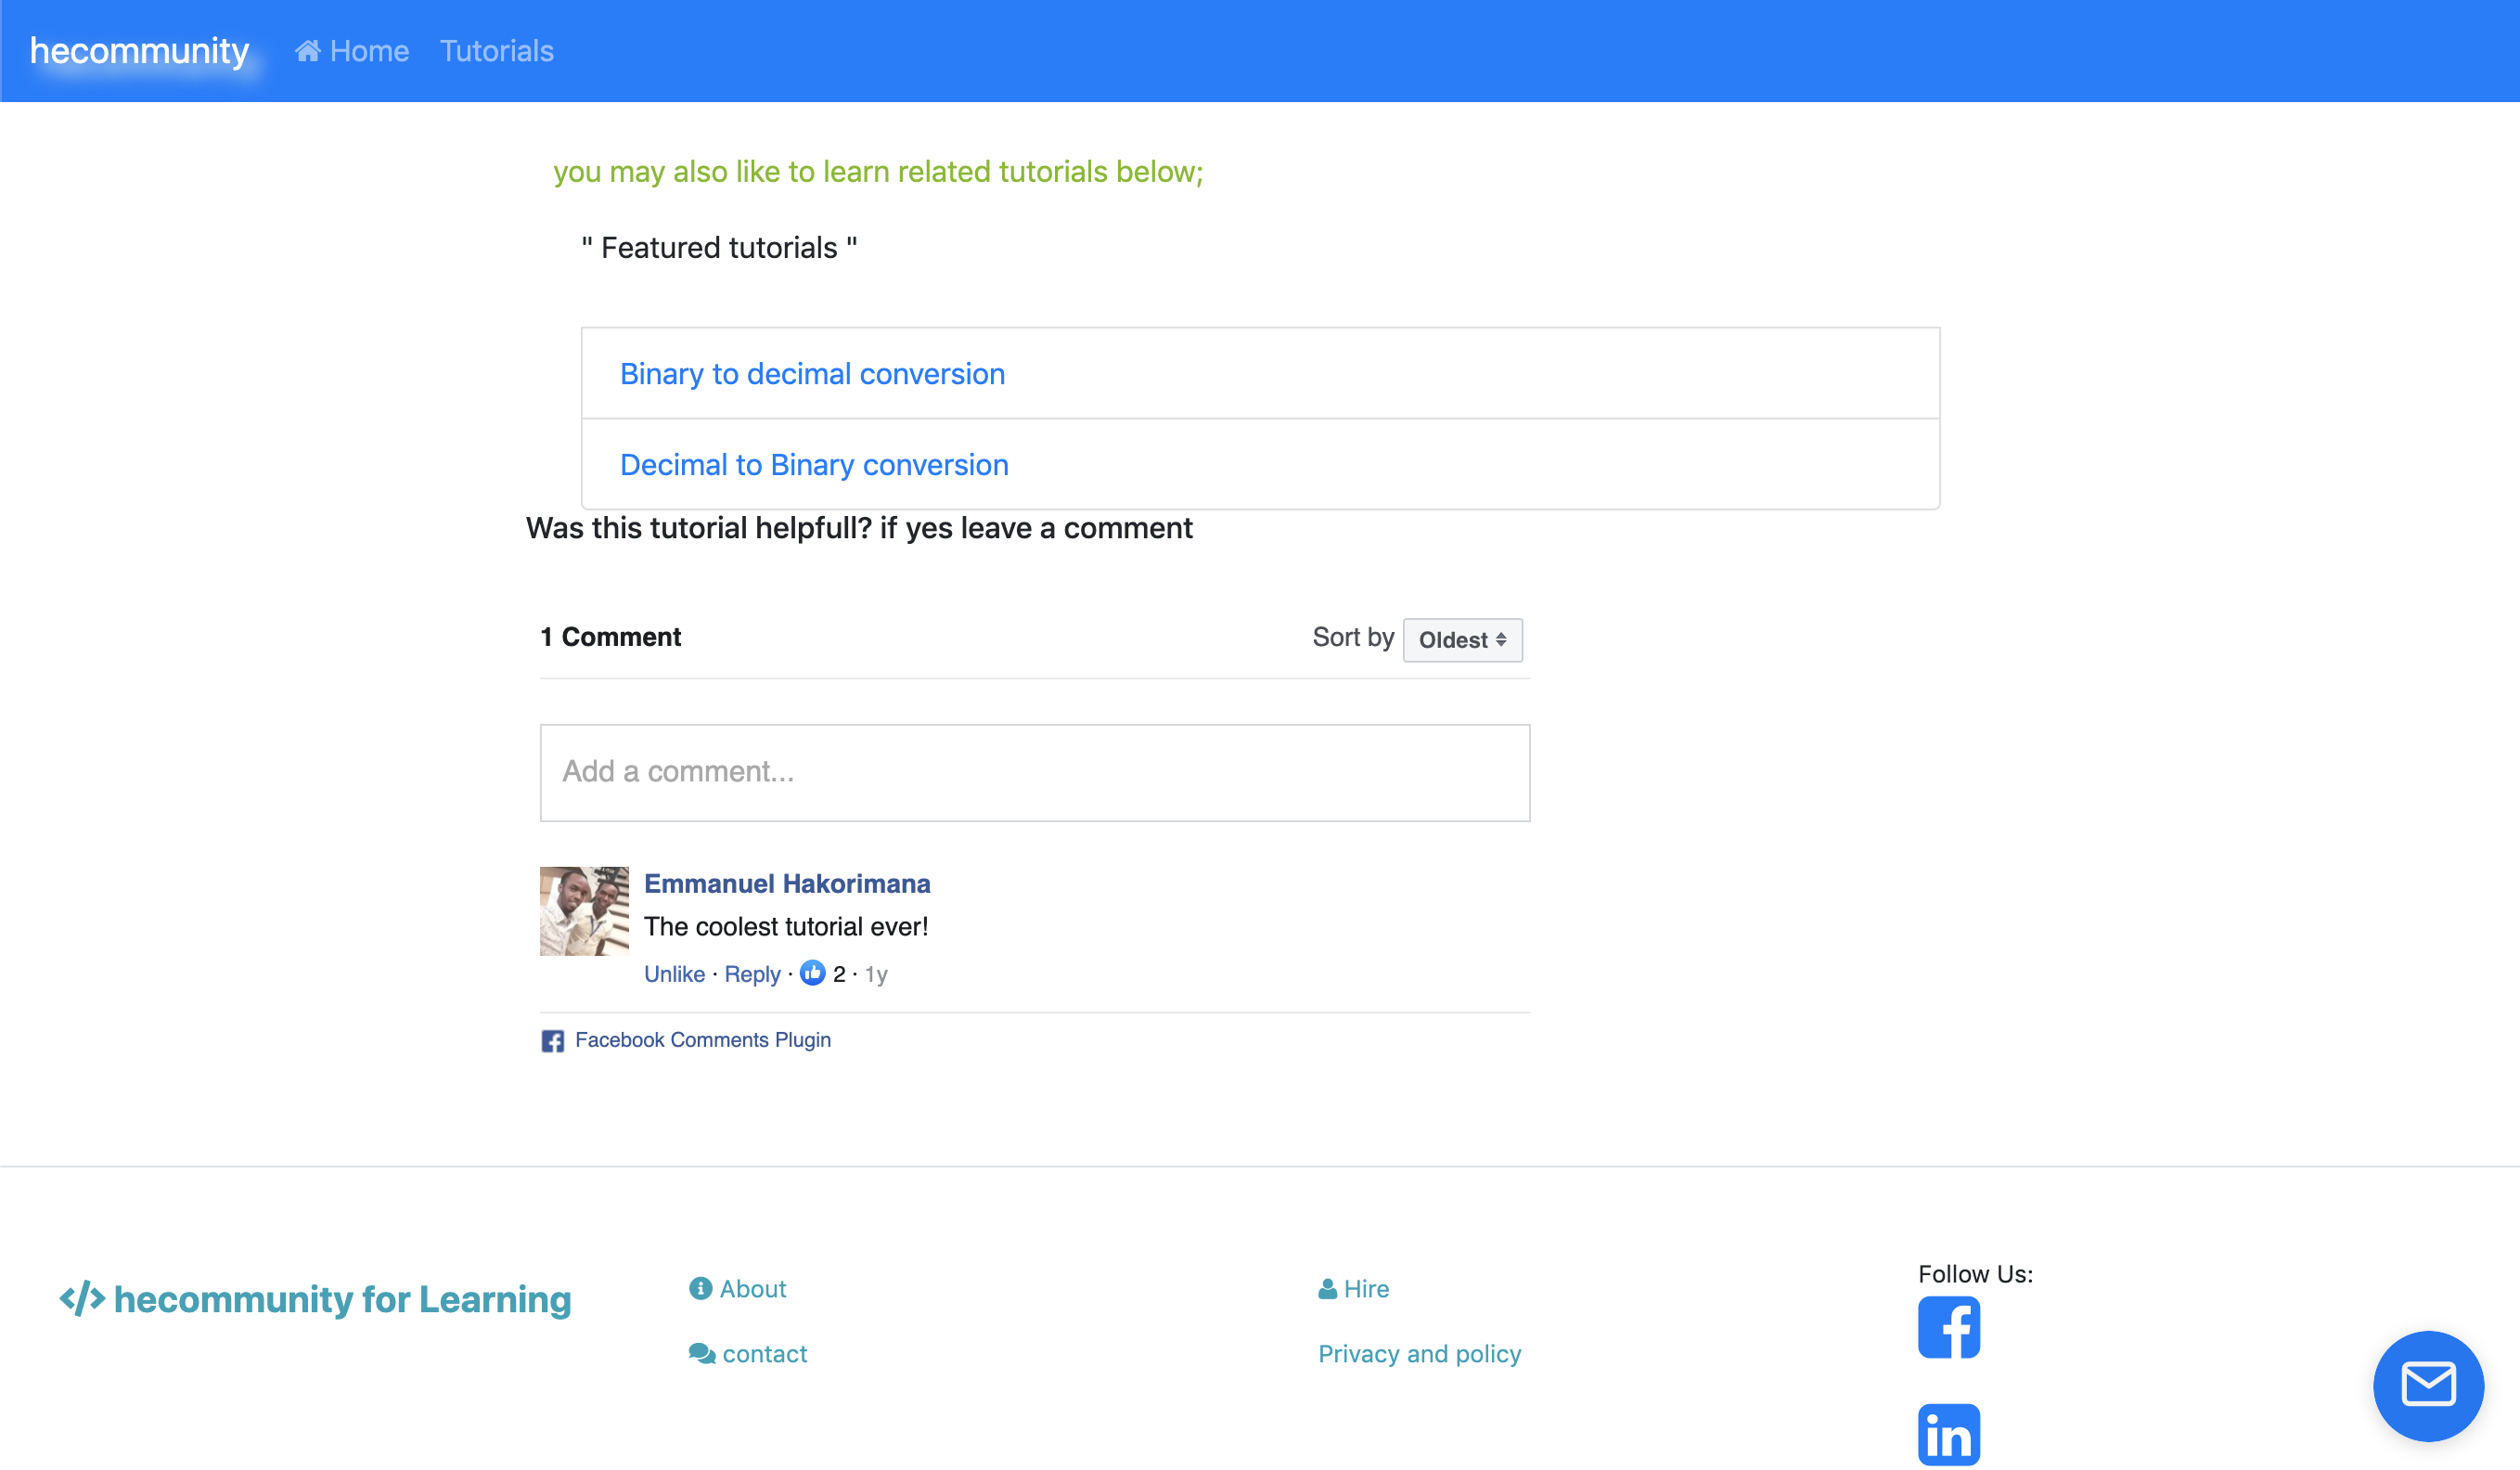 hecommunity Home Tutorials
you may also like to learn related tutorials below;
" Featured tutorials "
Binary to decimal conversion
Decimal to Binary conversion
Was this tutorial helpfull? if yes leave a comment
1 Comment Sort by Oldest
Add a comment...
Emmanuel Hakorimana
The coolest tutorial ever!
Unlike · Reply · 2 · 1y
Facebook Comments Plugin
</> hecommunity for Learning
About
contact
Hire
Privacy and policy
Follow Us: